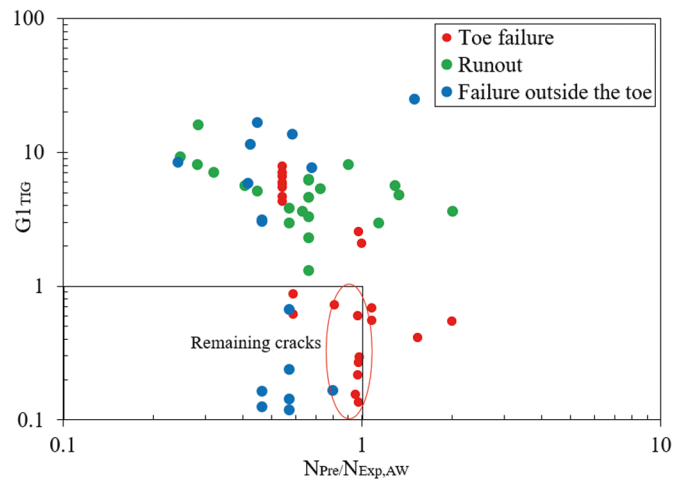 100
Toe failure
Runout
Failure outside the toe
10
G1TIG
1
Remaining cracks
0.1
0.1 1 10
NPre/NExp,AW